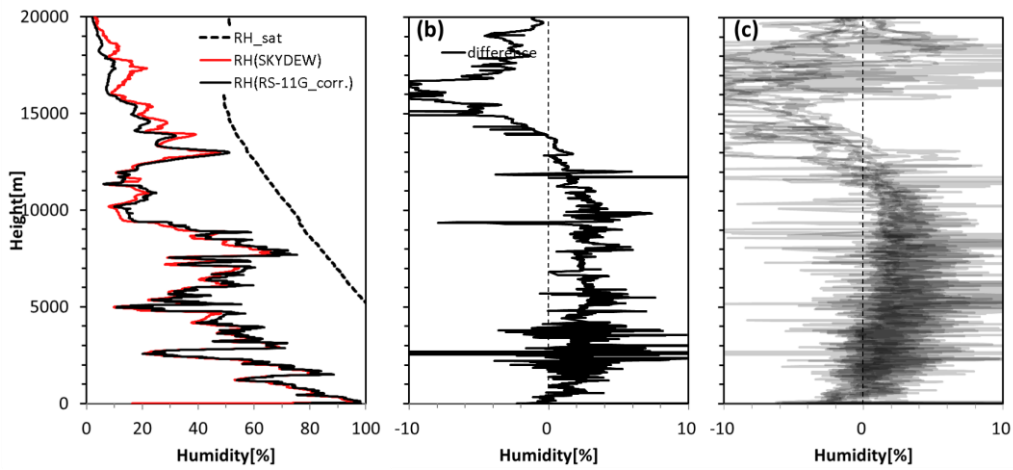 20000
15000
10000
5000
0
Height[m]
RH_sat
RH(SKYDEW)
RH(RS-11G_corr.)
0 20 40 60 80 100
Humidity[%]
(b)
difference
-10 0 10
Humidity[%]
(c)
-10 0 10
Humidity[%]